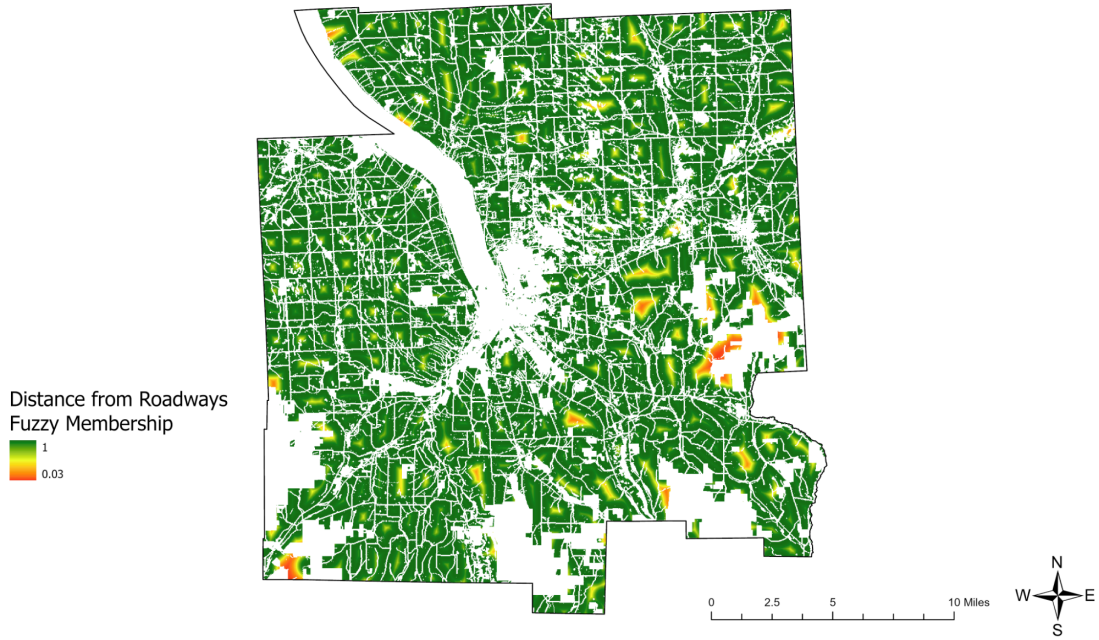 Distance from Roadways
Fuzzy Membership
1
0.03
0 2.5 5 10 Miles
N
W E
S